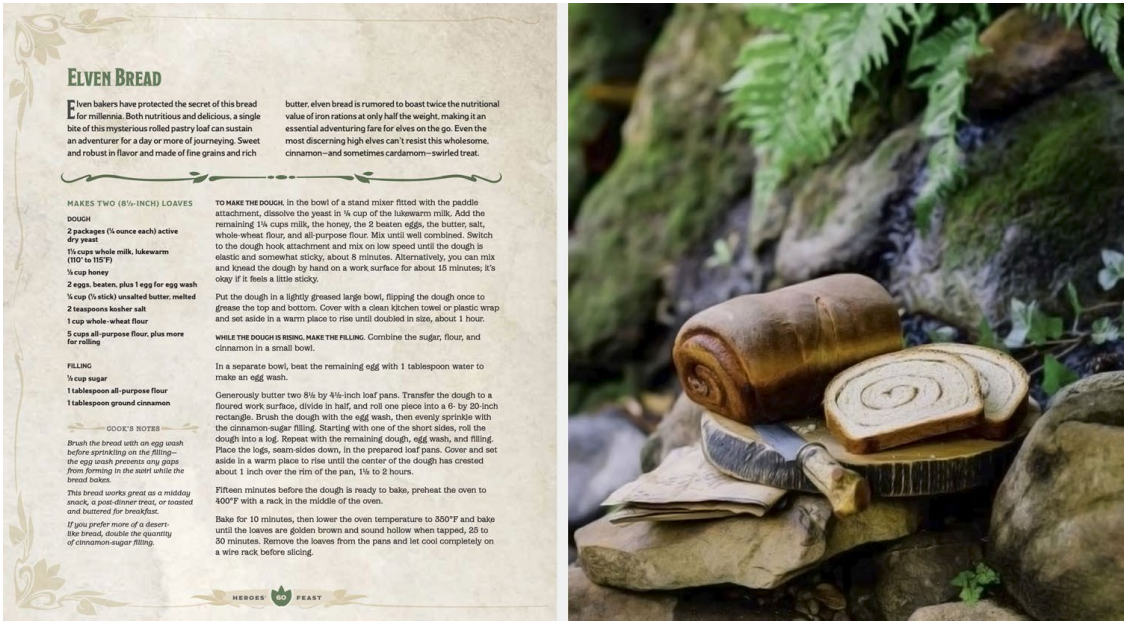 ELVEN BREAD
Elven bakers have protected the secret of this bread
for millennia. Both nutritious and delicious, a single
bite of this mysterious rolled pastry loaf can sustain
an adventurer for a day or more of journeying. Sweet
and robust in flavor and made of fine grains and rich
butter, elven bread is rumored to boast twice the nutritional
value of iron rations at only half the weight, making it an
essential adventuring fare for elves on the go. Even the
most discerning high elves can't resist this wholesome,
cinnamon—and sometimes cardamom—swirled treat.
MAKES TWO (8½-INCH) LOAVES
DOUGH
2 packages (¼ ounce each) active
dry yeast
1½ cups whole milk, lukewarm
(110° to 115°F)
⅓ cup honey
2 eggs, beaten, plus 1 egg for egg wash
¼ cup (½ stick) unsalted butter, melted
2 teaspoons kosher salt
1 cup whole-wheat flour
5 cups all-purpose flour, plus more
for rolling
FILLING
½ cup sugar
1 tablespoon all-purpose flour
1 tablespoon ground cinnamon
COOK'S NOTES
Brush the bread with an egg wash
before sprinkling on the filling—
the egg wash prevents any gaps
from forming in the swirl while the
bread bakes.
This bread works great as a midday
snack, a post-dinner treat, or toasted
and buttered for breakfast.
If you prefer more of a desert-
like bread, double the quantity
of cinnamon-sugar filling.
TO MAKE THE DOUGH, in the bowl of a stand mixer fitted with the paddle
attachment, dissolve the yeast in ¼ cup of the lukewarm milk. Add the
remaining 1¼ cups milk, the honey, the 2 beaten eggs, the butter, salt,
whole-wheat flour, and all-purpose flour. Mix until well combined. Switch
to the dough hook attachment and mix on low speed until the dough is
elastic and somewhat sticky, about 8 minutes. Alternatively, you can mix
and knead the dough by hand on a work surface for about 15 minutes; it's
okay if it feels a little sticky.
Put the dough in a lightly greased large bowl, flipping the dough once to
grease the top and bottom. Cover with a clean kitchen towel or plastic wrap
and set aside in a warm place to rise until doubled in size, about 1 hour.
WHILE THE DOUGH IS RISING, MAKE THE FILLING. Combine the sugar, flour, and
cinnamon in a small bowl.
In a separate bowl, beat the remaining egg with 1 tablespoon water to
make an egg wash.
Generously butter two 8½ by 4½-inch loaf pans. Transfer the dough to a
floured work surface, divide in half, and roll one piece into a 6- by 20-inch
rectangle. Brush the dough with the egg wash, then evenly sprinkle with
the cinnamon-sugar filling. Starting with one of the short sides, roll the
dough into a log. Repeat with the remaining dough, egg wash, and filling.
Place the logs, seam-sides down, in the prepared loaf pans. Cover and set
aside in a warm place to rise until the center of the dough has crested
about 1 inch over the rim of the pan, 1½ to 2 hours.
Fifteen minutes before the dough is ready to bake, preheat the oven to
400°F with a rack in the middle of the oven.
Bake for 10 minutes, then lower the oven temperature to 350°F and bake
until the loaves are golden brown and sound hollow when tapped, 25 to
30 minutes. Remove the loaves from the pans and let cool completely on
a wire rack before slicing.
HEROES' 60 FEAST